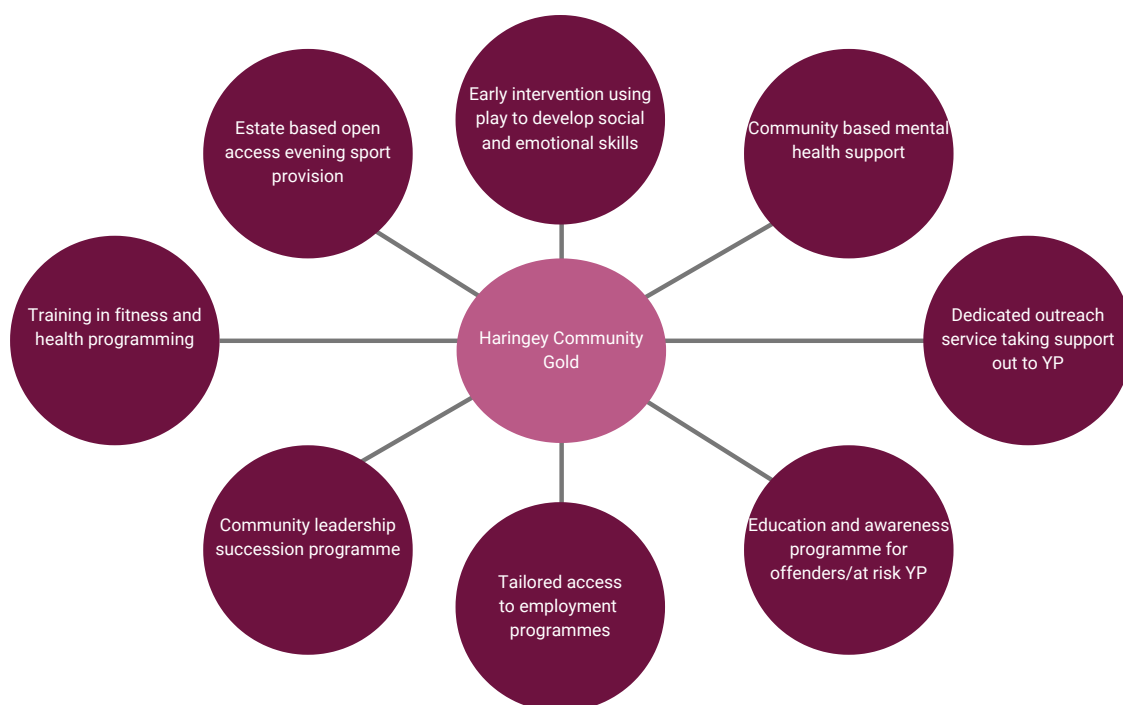 Early intervention using
play to develop social
and emotional skills
Estate based open
access evening sport
provision
Community based mental
health support
Training in fitness and
health programming
Haringey Community
Gold
Dedicated outreach
service taking support
out to YP
Community leadership
succession programme
Education and awareness
programme for
offenders/at risk YP
Tailored access
to employment
programmes